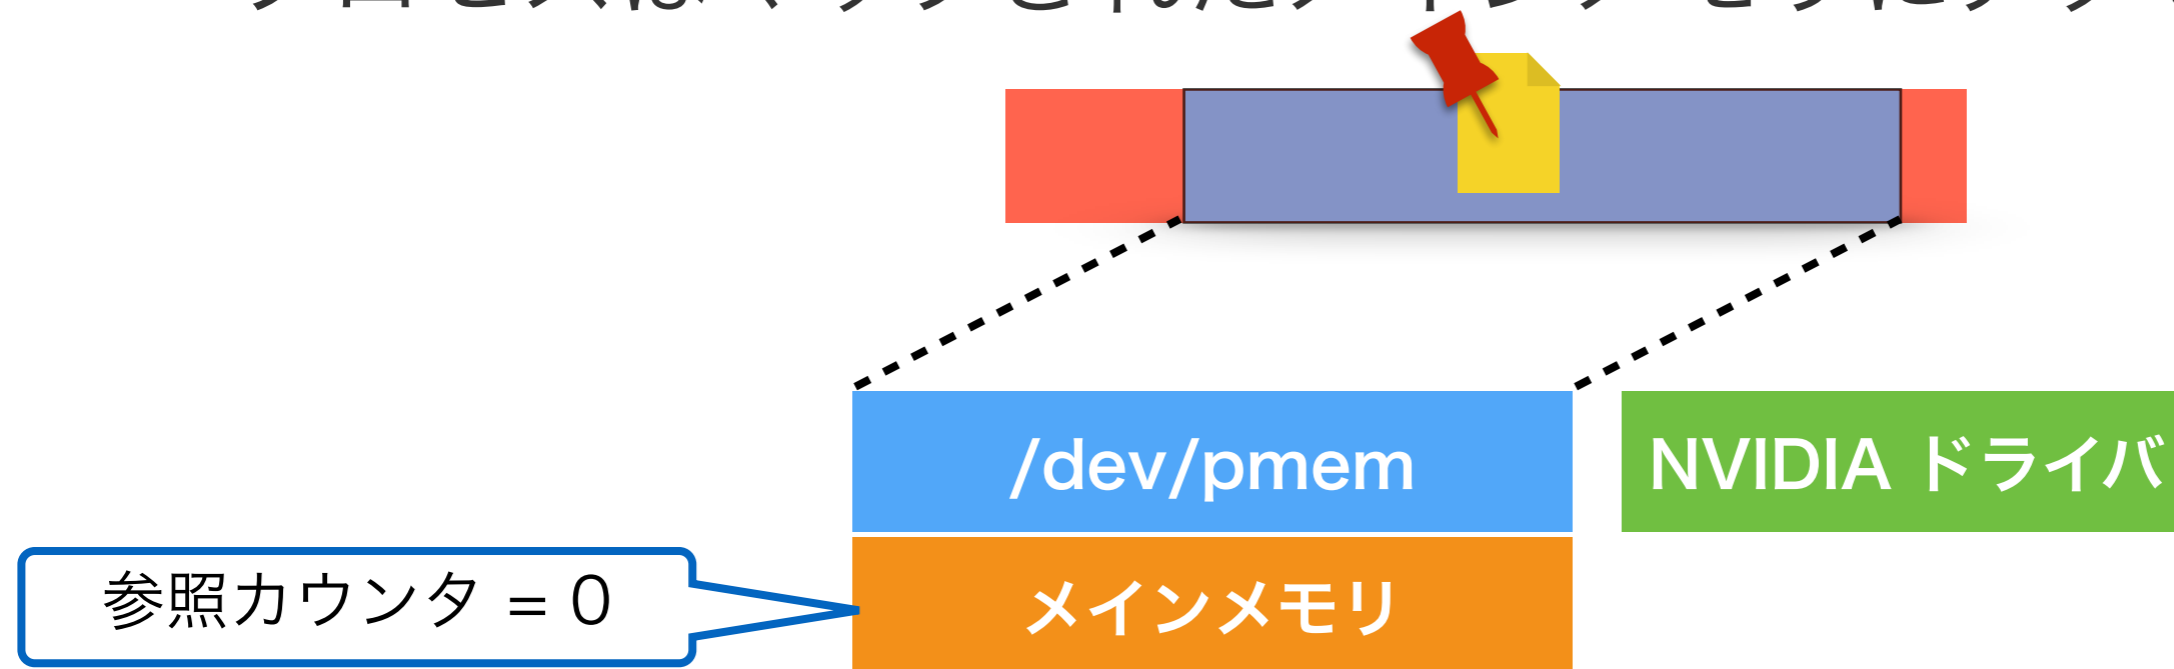 /dev/pmem
NVIDIA ドライバ
参照カウンタ = 0
メインメモリ